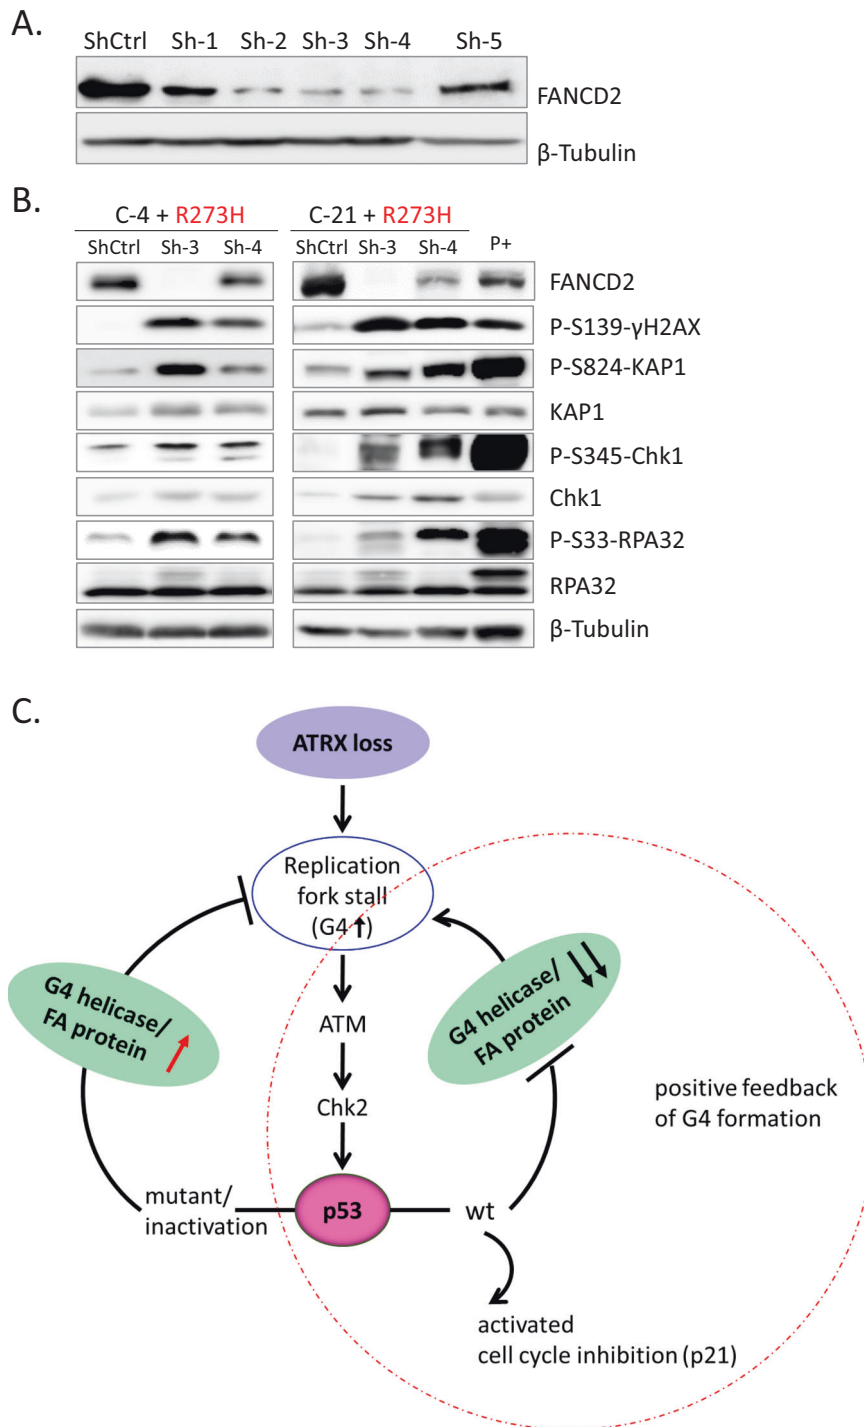 A.
ShCtrl Sh-1 Sh-2 Sh-3 Sh-4 Sh-5
FANCD2
β-Tubulin
B.
C-4 + R273H C-21 + R273H
ShCtrl Sh-3 Sh-4 ShCtrl Sh-3 Sh-4 P+
FANCD2
P-S139-γH2AX
P-S824-KAP1
KAP1
P-S345-Chk1
Chk1
P-S33-RPA32
RPA32
β-Tubulin
C.
ATRX loss
Replication
fork stall
(G4 ↑)
G4 helicase/
FA protein
G4 helicase/
FA protein
ATM
Chk2
positive feedback
of G4 formation
mutant/
inactivation
p53
wt
activated
cell cycle inhibition (p21)